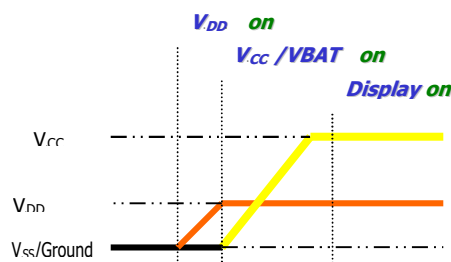 VDD on
VCC /VBAT on
Display on
VCC
VDD
VSS/Ground